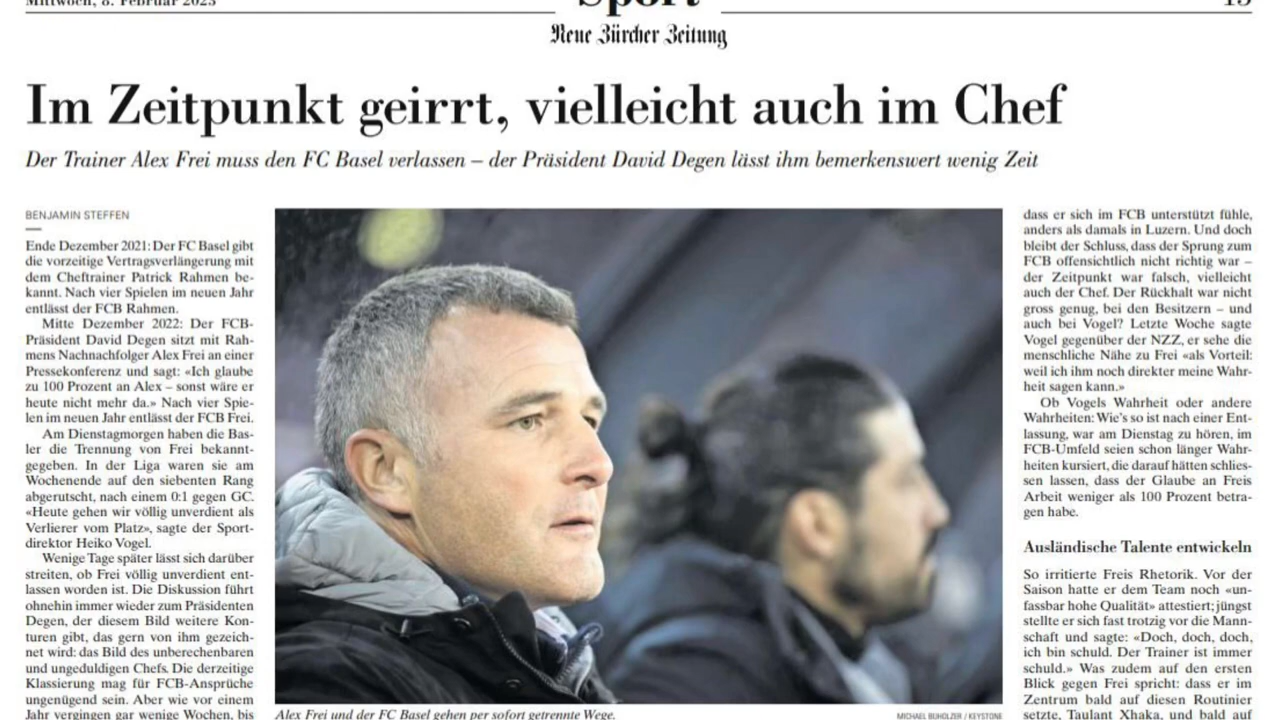 Mittwoch, 8. Februar 2023
Sport
15
Neue Zürcher Zeitung
Im Zeitpunkt geirrt, vielleicht auch im Chef
Der Trainer Alex Frei muss den FC Basel verlassen – der Präsident David Degen lässt ihm bemerkenswert wenig Zeit
BENJAMIN STEFFEN
Ende Dezember 2021: Der FC Basel gibt
die vorzeitige Vertragsverlängerung mit
dem Cheftrainer Patrick Rahmen be-
kannt. Nach vier Spielen im neuen Jahr
entlässt der FCB Rahmen.
Mitte Dezember 2022: Der FCB-
Präsident David Degen sitzt mit Rah-
mens Nachnachfolger Alex Frei an einer
Pressekonferenz und sagt: «Ich glaube
zu 100 Prozent an Alex – sonst wäre er
heute nicht mehr da.» Nach vier Spie-
len im neuen Jahr entlässt der FCB Frei.
Am Dienstagmorgen haben die Bas-
ler die Trennung von Frei bekannt-
gegeben. In der Liga waren sie am
Wochenende auf den siebenten Rang
abgerutscht, nach einem 0:1 gegen GC.
«Heute gehen wir völlig unverdient als
Verlierer vom Platz», sagte der Sport-
direktor Heiko Vogel.
Wenige Tage später lässt sich darüber
streiten, ob Frei völlig unverdient ent-
lassen worden ist. Die Diskussion führt
ohnehin immer wieder zum Präsidenten
Degen, der diesem Bild weitere Kon-
turen gibt, das gern von ihm gezeich-
net wird: das Bild des unberechenbaren
und ungeduldigen Chefs. Die derzeitige
Klassierung mag für FCB-Ansprüche
ungenügend sein. Aber wie vor einem
Jahr vergingen gar wenige Wochen, bis
Alex Frei und der FC Basel gehen per sofort getrennte Wege.
MICHAEL BUHOLZER / KEYSTONE
dass er sich im FCB unterstützt fühle,
anders als damals in Luzern. Und doch
bleibt der Schluss, dass der Sprung zum
FCB offensichtlich nicht richtig war –
der Zeitpunkt war falsch, vielleicht
auch der Chef. Der Rückhalt war nicht
gross genug, bei den Besitzern – und
auch bei Vogel? Letzte Woche sagte
Vogel gegenüber der NZZ, er sehe die
menschliche Nähe zu Frei «als Vorteil:
weil ich ihm noch direkter meine Wahr-
heit sagen kann.»
Ob Vogels Wahrheit oder andere
Wahrheiten: Wie's so ist nach einer Ent-
lassung, war am Dienstag zu hören, im
FCB-Umfeld seien schon länger Wahr-
heiten kursiert, die darauf hätten schlies-
sen lassen, dass der Glaube an Freis
Arbeit weniger als 100 Prozent betra-
gen habe.
Ausländische Talente entwickeln
So irritierte Freis Rhetorik. Vor der
Saison hatte er dem Team noch «un-
fassbar hohe Qualität» attestiert; jüngst
stellte er sich fast trotzig vor die Mann-
schaft und sagte: «Doch, doch, doch,
ich bin schuld. Der Trainer ist immer
schuld.» Was zudem auf den ersten
Blick gegen Frei spricht: dass er im
Zentrum bald auf diesen Routinier
setzte, Taulant Xhaka, und bald auf